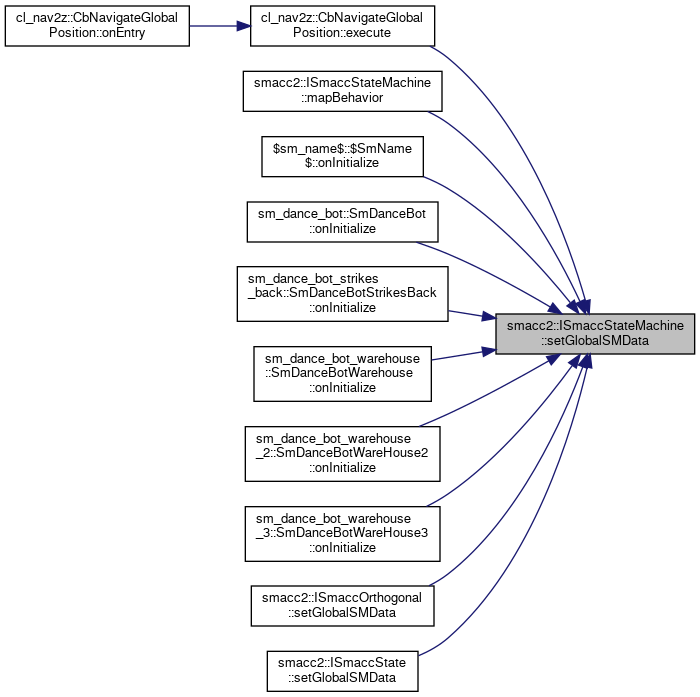 cl_nav2z::CbNavigateGlobal
Position::onEntry
cl_nav2z::CbNavigateGlobal
Position::execute
smacc2::ISmaccStateMachine
::mapBehavior
$sm_name$::$SmName
$::onInitialize
sm_dance_bot::SmDanceBot
::onInitialize
sm_dance_bot_strikes
_back::SmDanceBotStrikesBack
::onInitialize
smacc2::ISmaccStateMachine
::setGlobalSMData
sm_dance_bot_warehouse
::SmDanceBotWarehouse
::onInitialize
sm_dance_bot_warehouse
_2::SmDanceBotWareHouse2
::onInitialize
sm_dance_bot_warehouse
_3::SmDanceBotWareHouse3
::onInitialize
smacc2::ISmaccOrthogonal
::setGlobalSMData
smacc2::ISmaccState
::setGlobalSMData